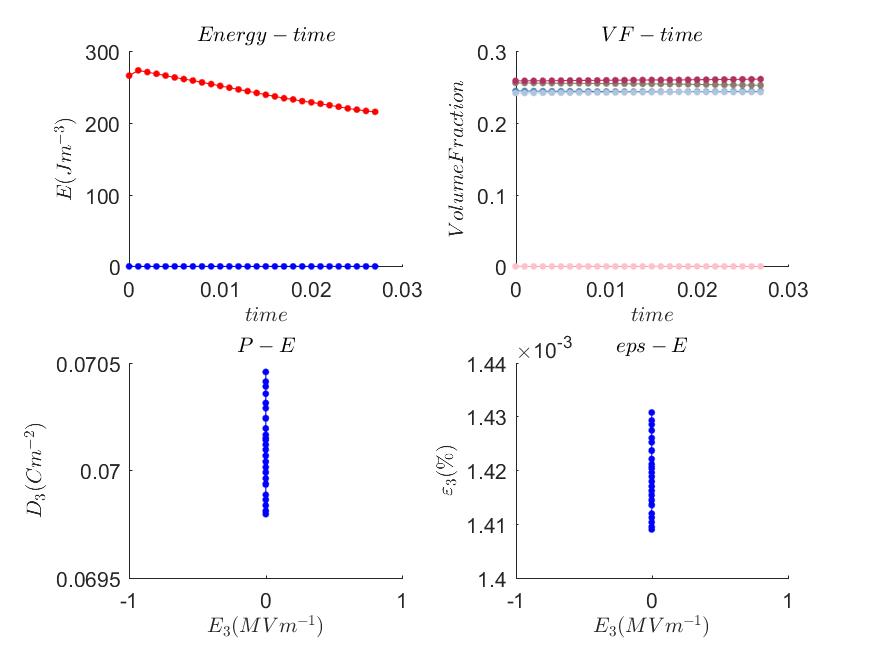 Energy − time
300
200
100
0
0
0.01
0.02
0.03
E(Jm⁻³)
time
VF − time
0.3
0.2
0.1
0
0
0.01
0.02
0.03
VolumeFraction
time
P − E
0.0705
0.07
0.0695
-1
0
1
D₃(Cm⁻²)
E₃(MVm⁻¹)
eps − E
×10⁻³
1.44
1.43
1.42
1.41
1.4
-1
0
1
ε₃(%)
E₃(MVm⁻¹)